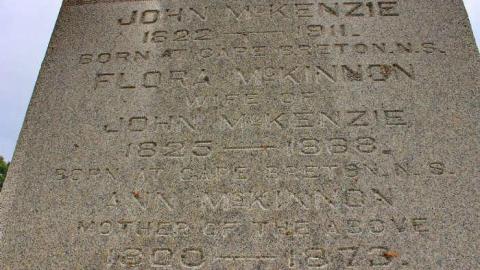 JOHN McKENZIE
1822 — 1911.
BORN AT CAPE BRETON, N.S.
FLORA McKINNON
WIFE OF
JOHN McKENZIE
1825 — 1888.
BORN AT CAPE BRETON, N.S.
ANN McKINNON
MOTHER OF THE ABOVE
1800 — 1873.